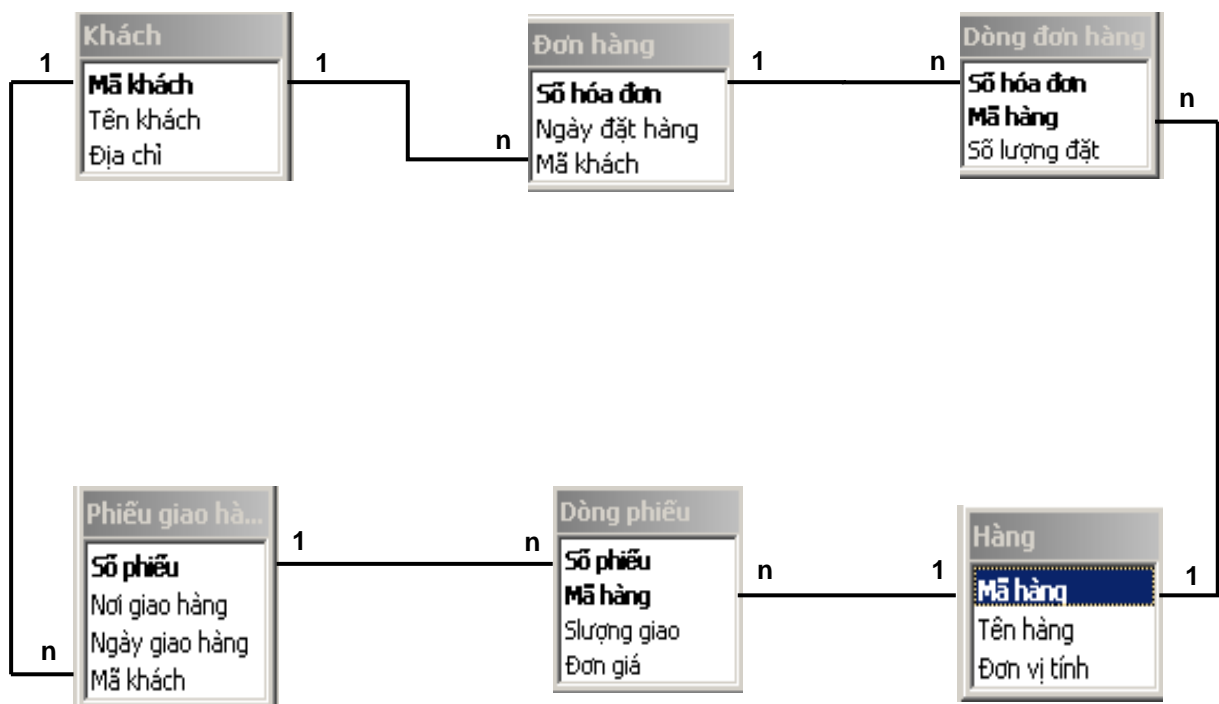 Khách
Mã khách
Tên khách
Địa chỉ
1
1
n
Đơn hàng
Số hóa đơn
Ngày đặt hàng
Mã khách
1
n
Dòng đơn hàng
Số hóa đơn
Mã hàng
Số lượng đặt
n
Phiếu giao hà...
Số phiếu
Nơi giao hàng
Ngày giao hàng
Mã khách
n
1
n
Dòng phiếu
Số phiếu
Mã hàng
Slượng giao
Đơn giá
n
1
Hàng
Mã hàng
Tên hàng
Đơn vị tính
1